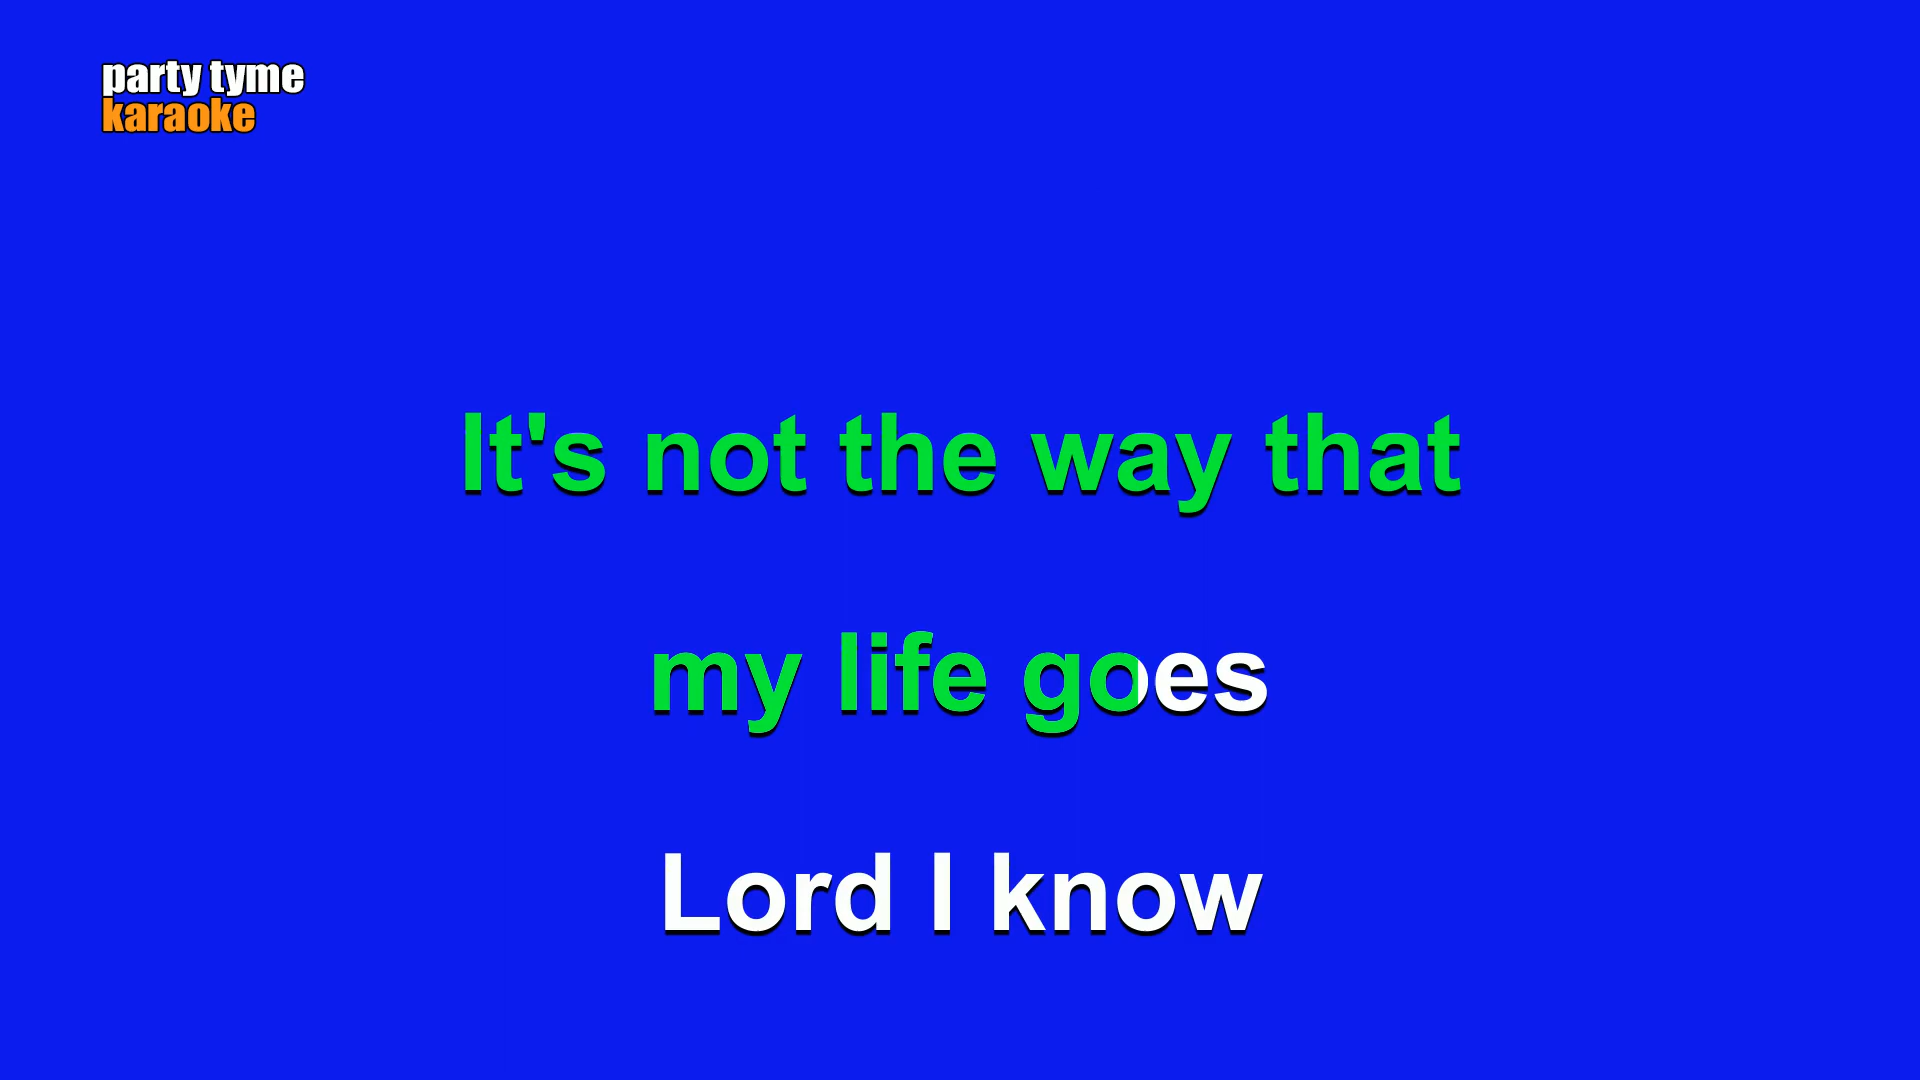 party tyme
karaoke
It's not the way that
my life goes
Lord I know